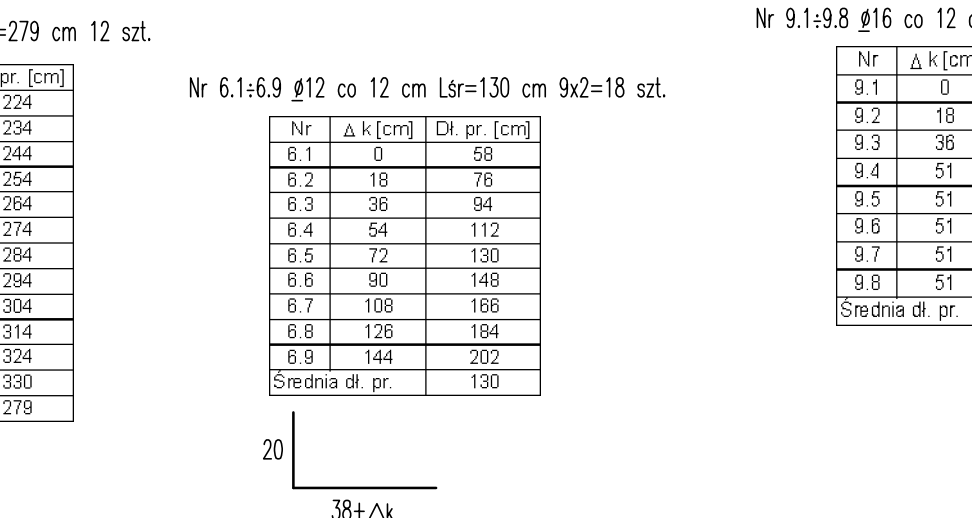 =279 cm 12 szt.
pr. [cm]
224
234
244
254
264
274
284
294
304
314
324
330
279
Nr 6.1÷6.9 ø12 co 12 cm Lśr=130 cm 9x2=18 szt.
Nr Δ k [cm] Dł. pr. [cm]
6.1 0 58
6.2 18 76
6.3 36 94
6.4 54 112
6.5 72 130
6.6 90 148
6.7 108 166
6.8 126 184
6.9 144 202
Średnia dł. pr. 130
20
38+Δk
Nr 9.1÷9.8 ø16 co 12
Nr Δ k [cm
9.1 0
9.2 18
9.3 36
9.4 51
9.5 51
9.6 51
9.7 51
9.8 51
Średnia dł. pr.